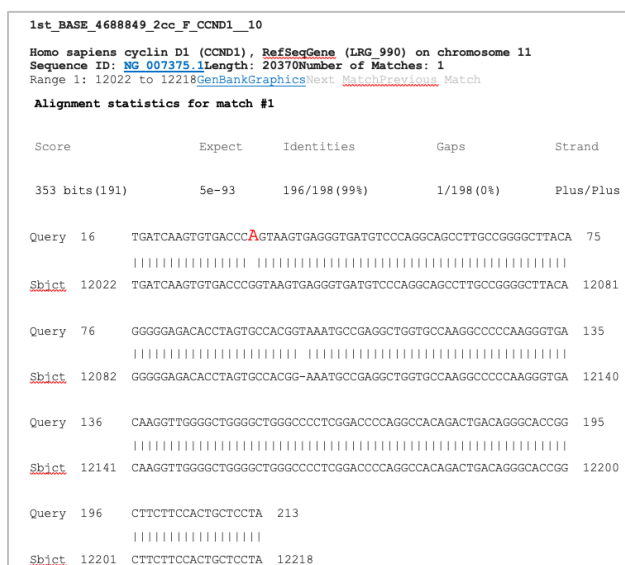 1st_BASE_4688849_2cc_F_CCND1__10
Homo sapiens cyclin D1 (CCND1), RefSeqGene (LRG_990) on chromosome 11
Sequence ID: NG_007375.1Length: 20370Number of Matches: 1
Range 1: 12022 to 12218GenBankGraphicsNext MatchPrevious Match
Alignment statistics for match #1
Score Expect Identities Gaps Strand
353 bits(191) 5e-93 196/198(99%) 1/198(0%) Plus/Plus
Query 16 TGATCAAGTGTGACCCAGTAAGTGAGGGTGATGTCCCAGGCAGCCTTGCCGGGGCTTACA 75
|||||||||||||||| |||||||||||||||||||||||||||||||||||||||||||
Sbjct 12022 TGATCAAGTGTGACCCGGTAAGTGAGGGTGATGTCCCAGGCAGCCTTGCCGGGGCTTACA 12081
Query 76 GGGGGAGACACCTAGTGCCACGGTAAATGCCGAGGCTGGTGCCAAGGCCCCCAAGGGTGA 135
||||||||||||||||||||||| ||||||||||||||||||||||||||||||||||||
Sbjct 12082 GGGGGAGACACCTAGTGCCACGG-AAATGCCGAGGCTGGTGCCAAGGCCCCCAAGGGTGA 12140
Query 136 CAAGGTTGGGGCTGGGGCTGGGCCCCTCGGACCCCAGGCCACAGACTGACAGGGCACCGG 195
||||||||||||||||||||||||||||||||||||||||||||||||||||||||||||
Sbjct 12141 CAAGGTTGGGGCTGGGGCTGGGCCCCTCGGACCCCAGGCCACAGACTGACAGGGCACCGG 12200
Query 196 CTTCTTCCACTGCTCCTA 213
||||||||||||||||||
Sbjct 12201 CTTCTTCCACTGCTCCTA 12218